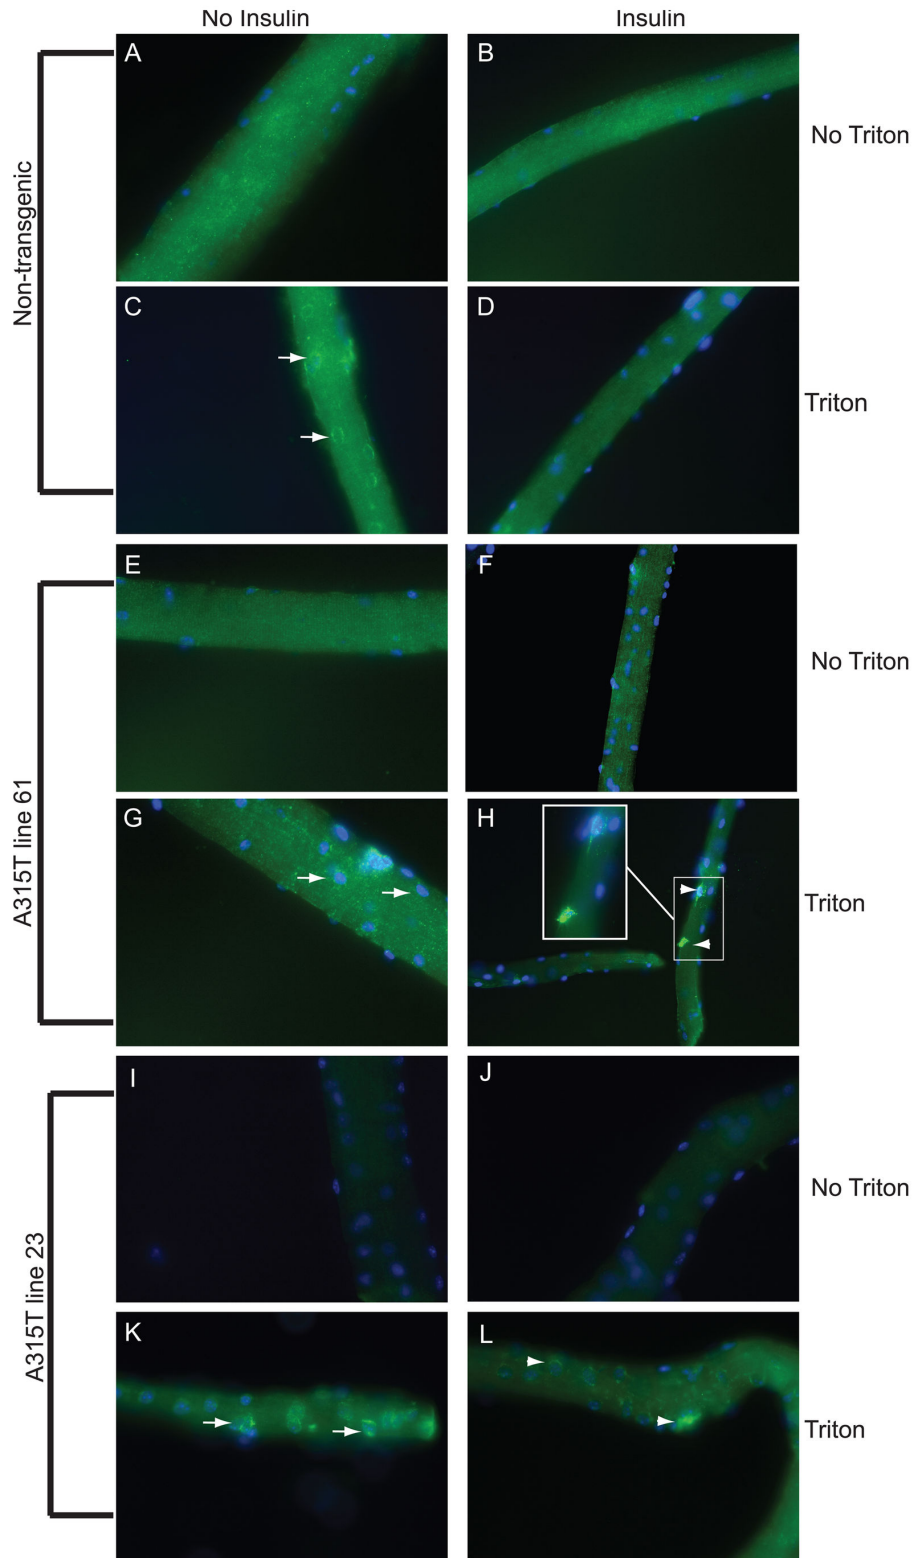 No Insulin Insulin
A B
No Triton
Non-transgenic
C D
Triton
E F
No Triton
A315T line 61
G H
Triton
I J
No Triton
A315T line 23
K L
Triton